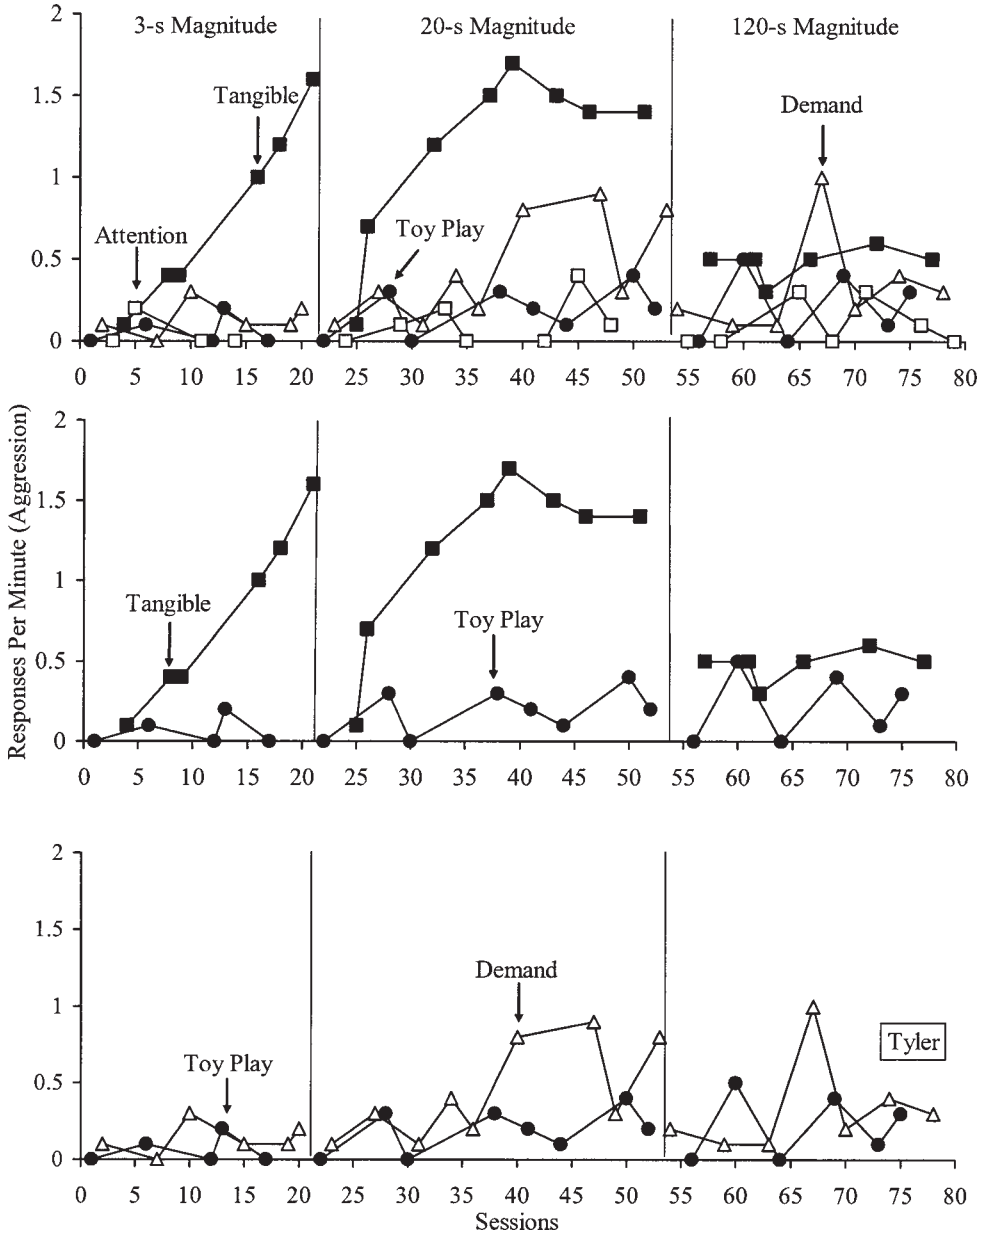 3-s Magnitude 20-s Magnitude 120-s Magnitude
2
1.5
1
0.5
0
Tangible
Demand
Attention
Toy Play
0 5 10 15 20 25 30 35 40 45 50 55 60 65 70 75 80
Responses Per Minute (Aggression)
2
1.5
1
0.5
0
Tangible
Toy Play
0 5 10 15 20 25 30 35 40 45 50 55 60 65 70 75 80
2
1.5
1
0.5
0
Demand
Tyler
Toy Play
0 5 10 15 20 25 30 35 40 45 50 55 60 65 70 75 80
Sessions